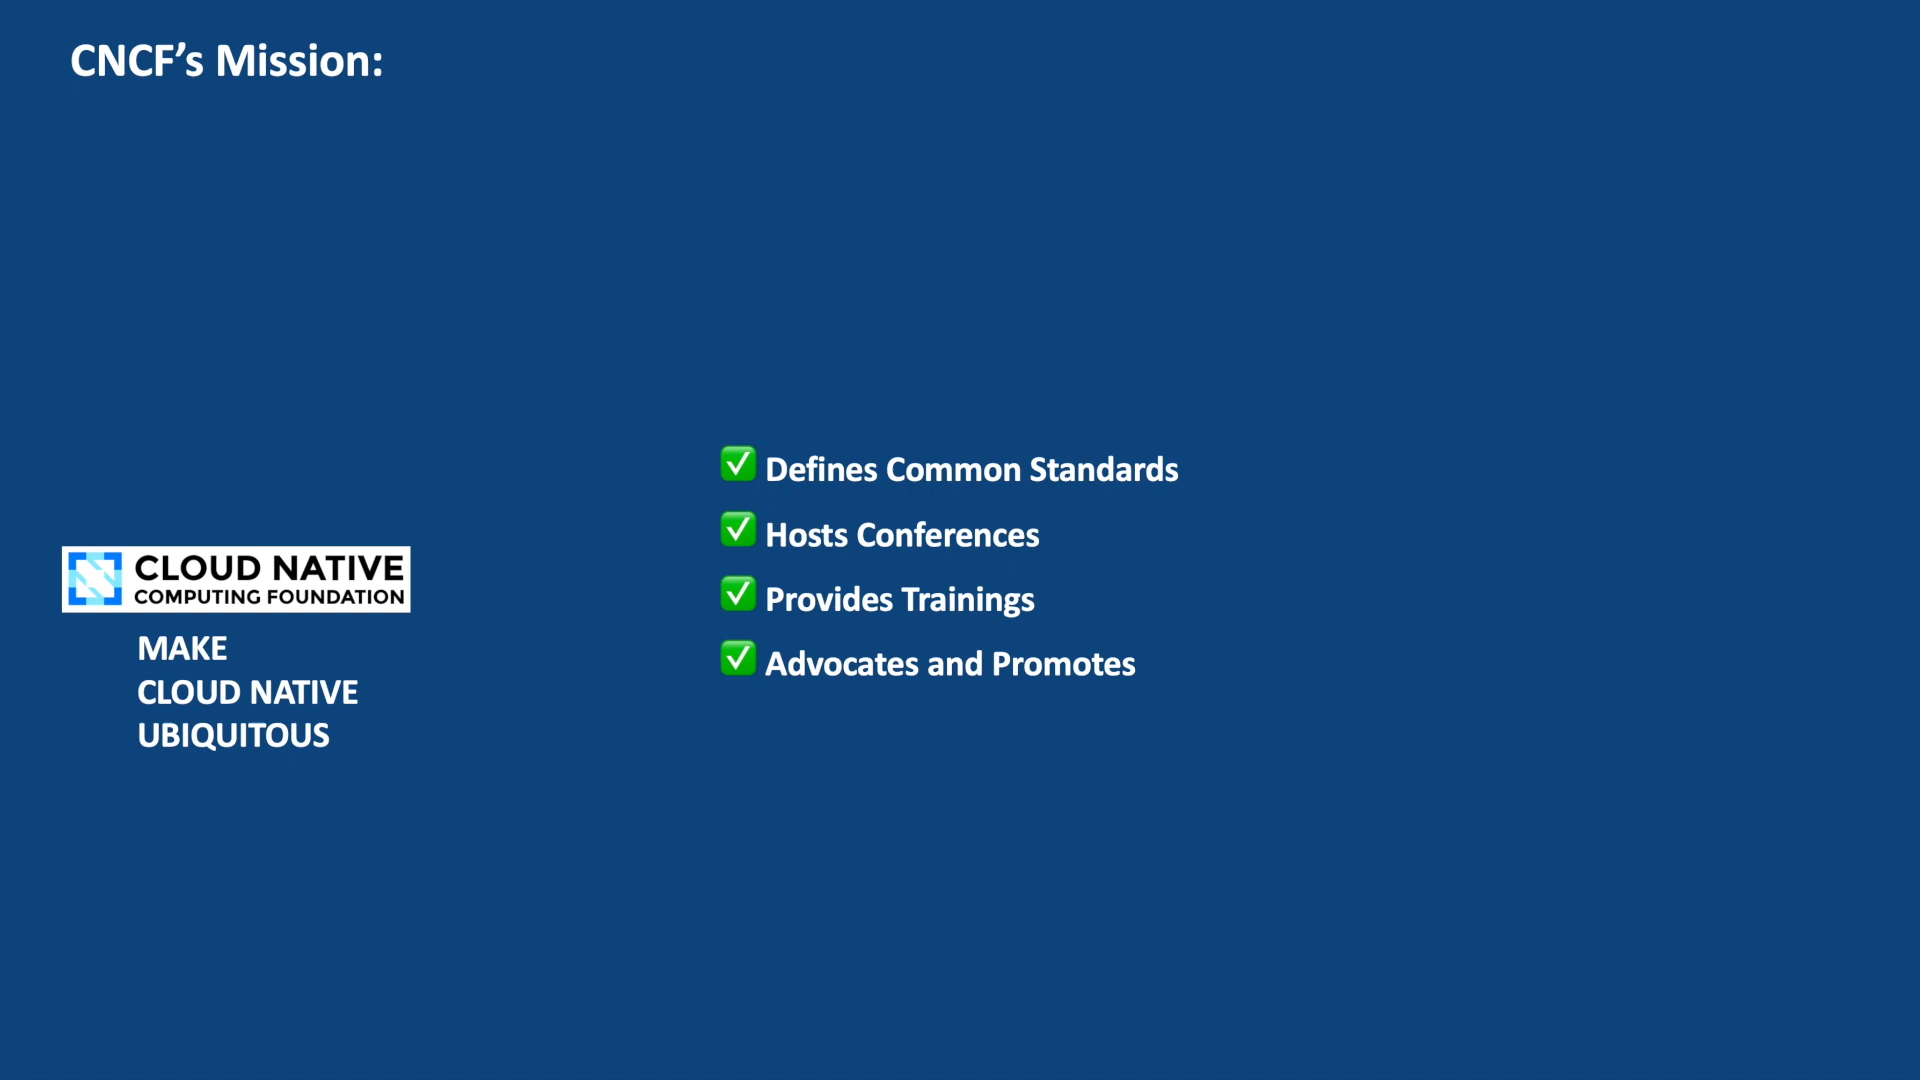 CNCF’s Mission:
CLOUD NATIVE
COMPUTING FOUNDATION
MAKE
CLOUD NATIVE
UBIQUITOUS
✅ Defines Common Standards
✅ Hosts Conferences
✅ Provides Trainings
✅ Advocates and Promotes